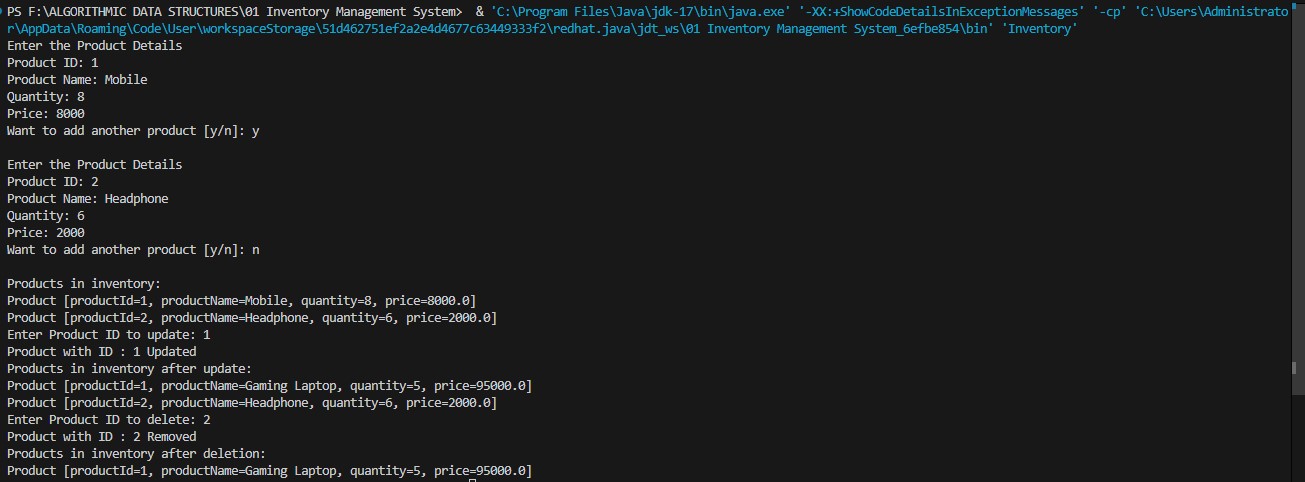 PS F:\ALGORITHMIC DATA STRUCTURES\01 Inventory Management System>  & 'C:\Program Files\Java\jdk-17\bin\java.exe' '-XX:+ShowCodeDetailsInExceptionMessages' '-cp' 'C:\Users\Administrato
r\AppData\Roaming\Code\User\workspaceStorage\51d462751ef2a2e4d4677c63449333f2\redhat.java\jdt_ws\01 Inventory Management System_6efbe854\bin' 'Inventory'
Enter the Product Details
Product ID: 1
Product Name: Mobile
Quantity: 8
Price: 8000
Want to add another product [y/n]: y

Enter the Product Details
Product ID: 2
Product Name: Headphone
Quantity: 6
Price: 2000
Want to add another product [y/n]: n

Products in inventory:
Product [productId=1, productName=Mobile, quantity=8, price=8000.0]
Product [productId=2, productName=Headphone, quantity=6, price=2000.0]
Enter Product ID to update: 1
Product with ID : 1 Updated
Products in inventory after update:
Product [productId=1, productName=Gaming Laptop, quantity=5, price=95000.0]
Product [productId=2, productName=Headphone, quantity=6, price=2000.0]
Enter Product ID to delete: 2
Product with ID : 2 Removed
Products in inventory after deletion:
Product [productId=1, productName=Gaming Laptop, quantity=5, price=95000.0]